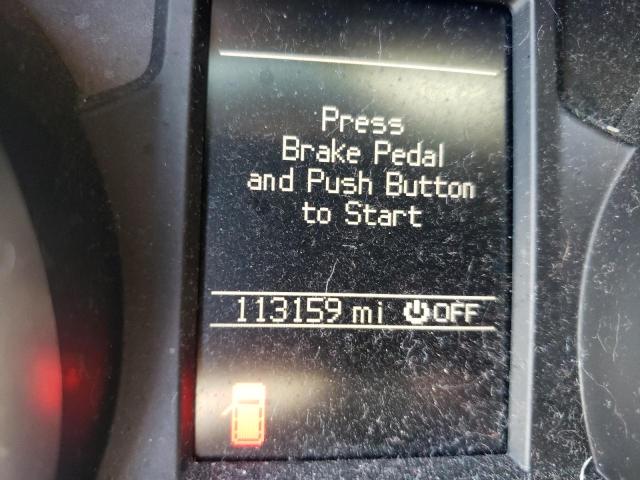 Press
Brake Pedal
and Push Button
to Start
113159 mi OFF